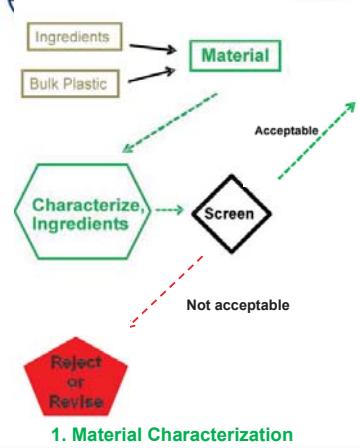 Ingredients
Material
Bulk Plastic
Acceptable
Characterize,
Ingredients
Screen
Not acceptable
Reject
or
Revise
1. Material Characterization